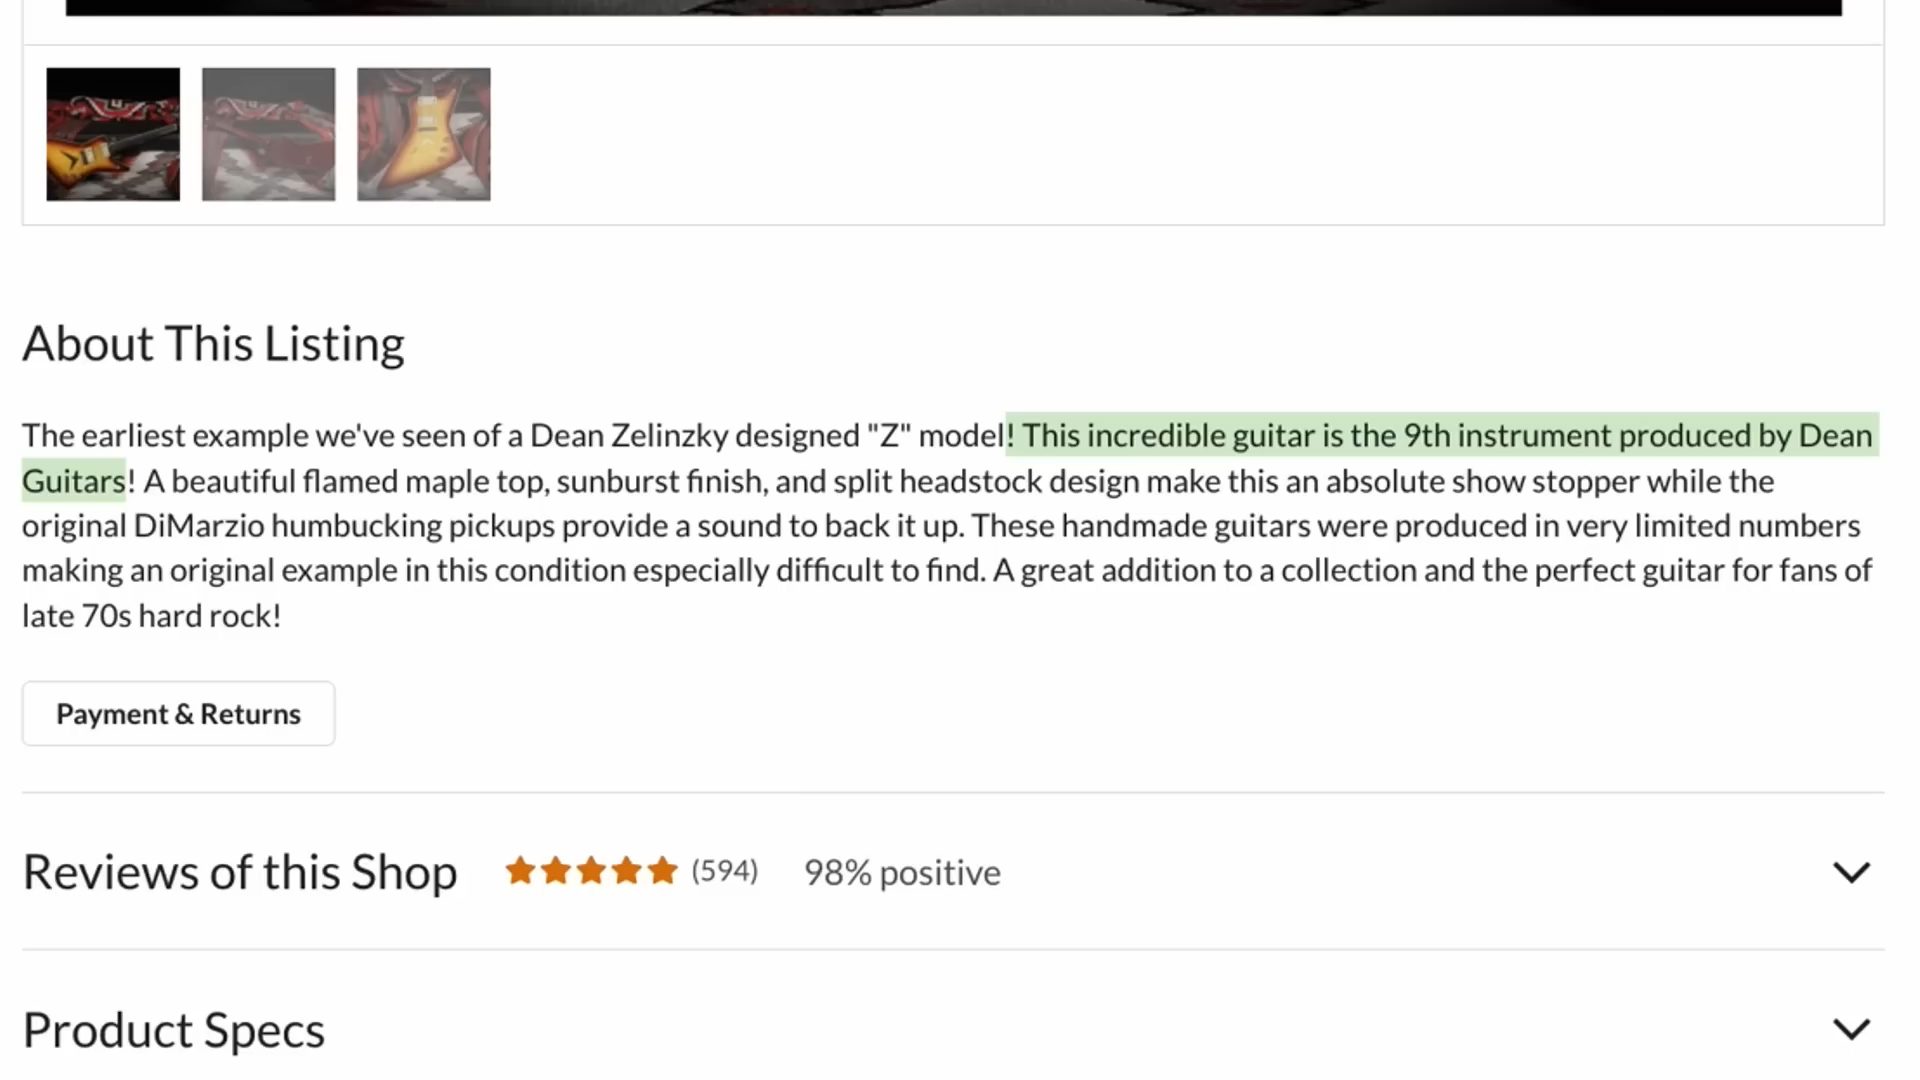 About This Listing
The earliest example we've seen of a Dean Zelinzky designed "Z" model! This incredible guitar is the 9th instrument produced by Dean
Guitars! A beautiful flamed maple top, sunburst finish, and split headstock design make this an absolute show stopper while the
original DiMarzio humbucking pickups provide a sound to back it up. These handmade guitars were produced in very limited numbers
making an original example in this condition especially difficult to find. A great addition to a collection and the perfect guitar for fans of
late 70s hard rock!
Payment & Returns
Reviews of this Shop (594) 98% positive
Product Specs